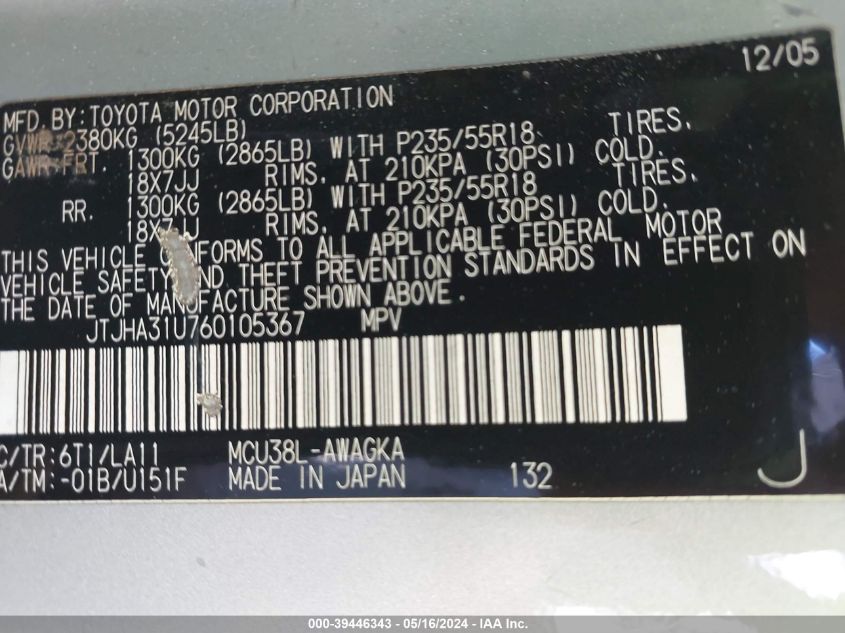 12/05
MFD. BY: TOYOTA MOTOR CORPORATION
GVWR 2380KG (5245LB)
GAWR FRT. 1300KG (2865LB) WITH P235/55R18 TIRES,
18X7JJ RIMS, AT 210KPA (30PSI) COLD.
RR. 1300KG (2865LB) WITH P235/55R18 TIRES,
18X7JJ RIMS, AT 210KPA (30PSI) COLD.
THIS VEHICLE CONFORMS TO ALL APPLICABLE FEDERAL MOTOR
VEHICLE SAFETY AND THEFT PREVENTION STANDARDS IN EFFECT ON
THE DATE OF MANUFACTURE SHOWN ABOVE.
JTJHA31U760105367 MPV
C/TR: 6T1/LA11 MCU38L-AWAGKA
A/TM: -01B/U151F MADE IN JAPAN 132 J
000-39446343 - 05/16/2024 - IAA Inc.